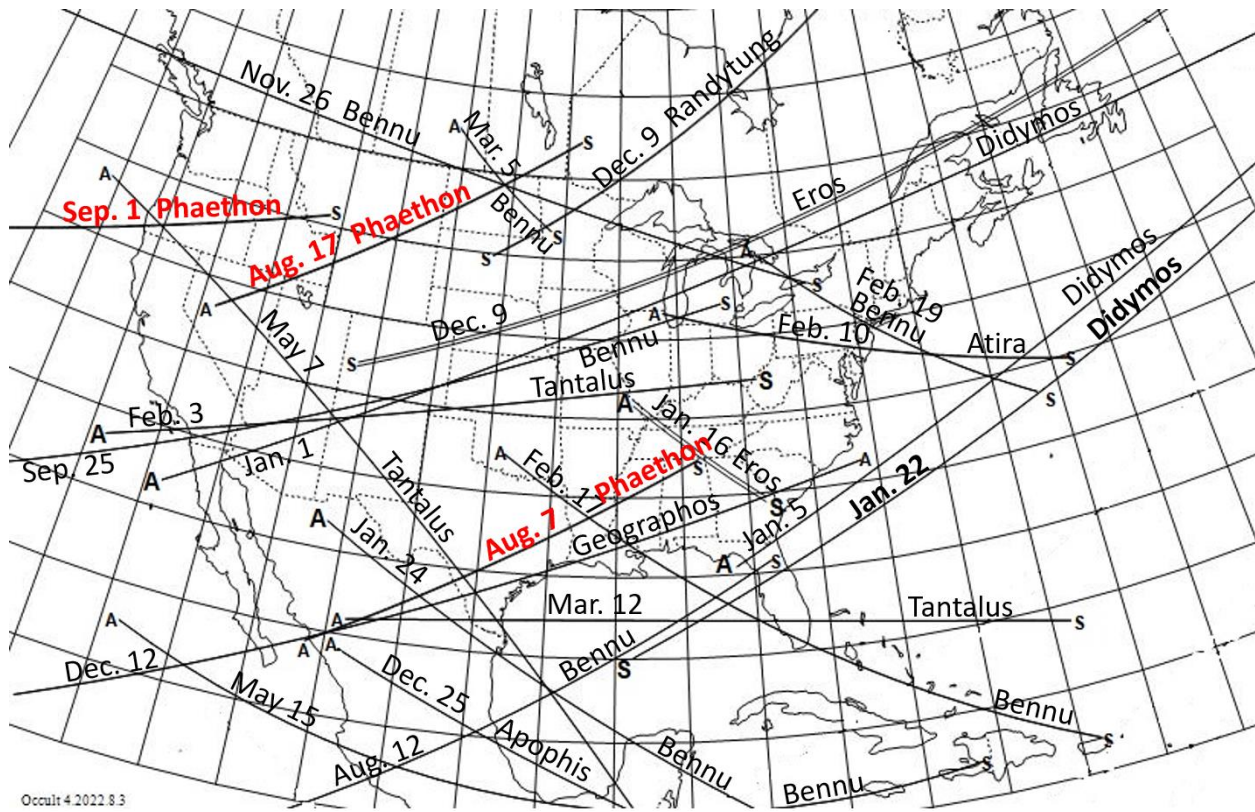 Nov. 26 Bennu
Mar. 5
Bennu
Dec. 9 Randytung
Didymos
Eros
Sep. 1 Phaethon
Aug. 17 Phaethon
A
A
A
S
S
S
S
A
S
S
May 7
Dec. 9
Feb. 19
Bennu
Didymos
Didymos
Feb. 10
Atira
A
S
S
S
S
A
Bennu
Tantalus
S
A
Feb. 3
A
Sep. 25
A
Jan. 1
Tantalus
A
Feb. 11
Jan. 16 Eros
S
A
S
Phaethon
Aug. 7
Geographos
Jan. 22
Jan. 5
A
S
A
Jan. 24
Mar. 12
Tantalus
S
A
A
A
A
Dec. 12
May 15
Dec. 25
Apophis
Bennu
S
Aug. 12
Bennu
Bennu
S
Bennu
S
Occult 4.2022.8.3